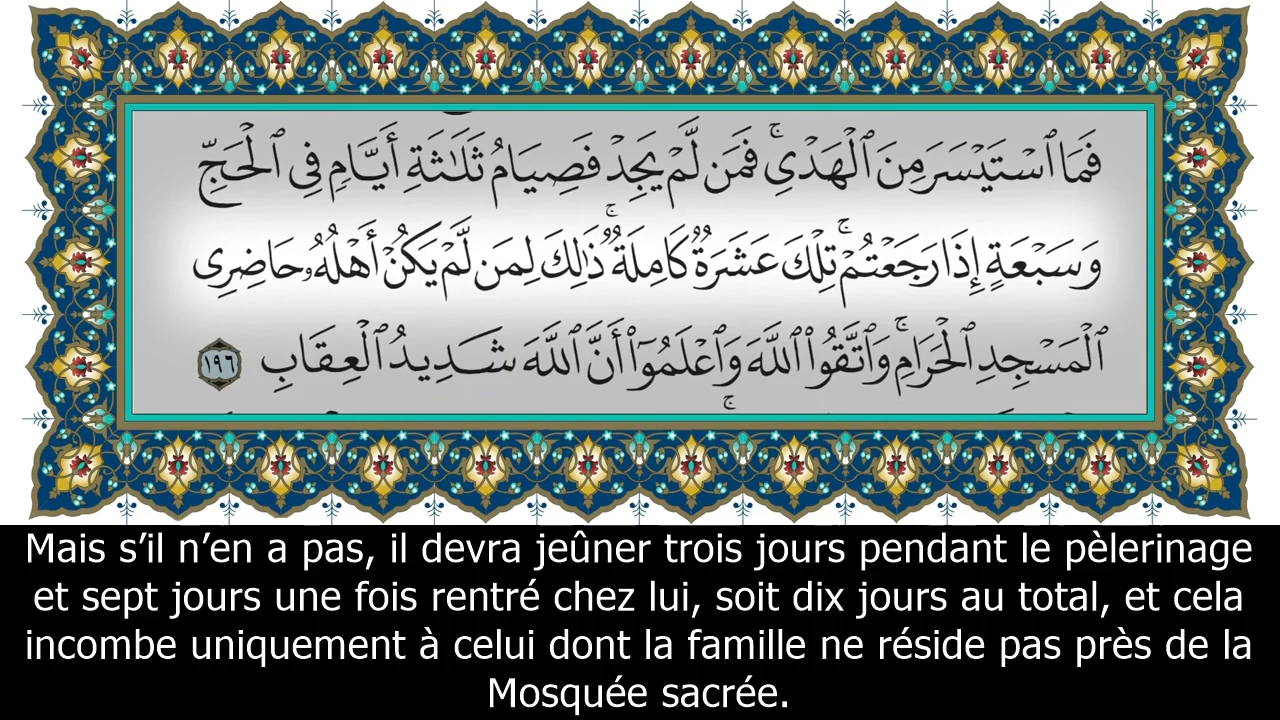 فَمَا ٱسْتَيْسَرَ مِنَ ٱلْهَدْىِ ۚ فَمَن لَّمْ يَجِدْ فَصِيَامُ ثَلَـٰثَةِ أَيَّامٍ فِى ٱلْحَجِّ
وَسَبْعَةٍ إِذَا رَجَعْتُمْ ۗ تِلْكَ عَشَرَةٌ كَامِلَةٌ ۗ ذَٰلِكَ لِمَن لَّمْ يَكُنْ أَهْلُهُۥ حَاضِرِى
ٱلْمَسْجِدِ ٱلْحَرَامِ ۚ وَٱتَّقُوا۟ ٱللَّهَ وَٱعْلَمُوٓا۟ أَنَّ ٱللَّهَ شَدِيدُ ٱلْعِقَابِ ١٩٦
Mais s’il n’en a pas, il devra jeûner trois jours pendant le pèlerinage
et sept jours une fois rentré chez lui, soit dix jours au total, et cela
incombe uniquement à celui dont la famille ne réside pas près de la
Mosquée sacrée.